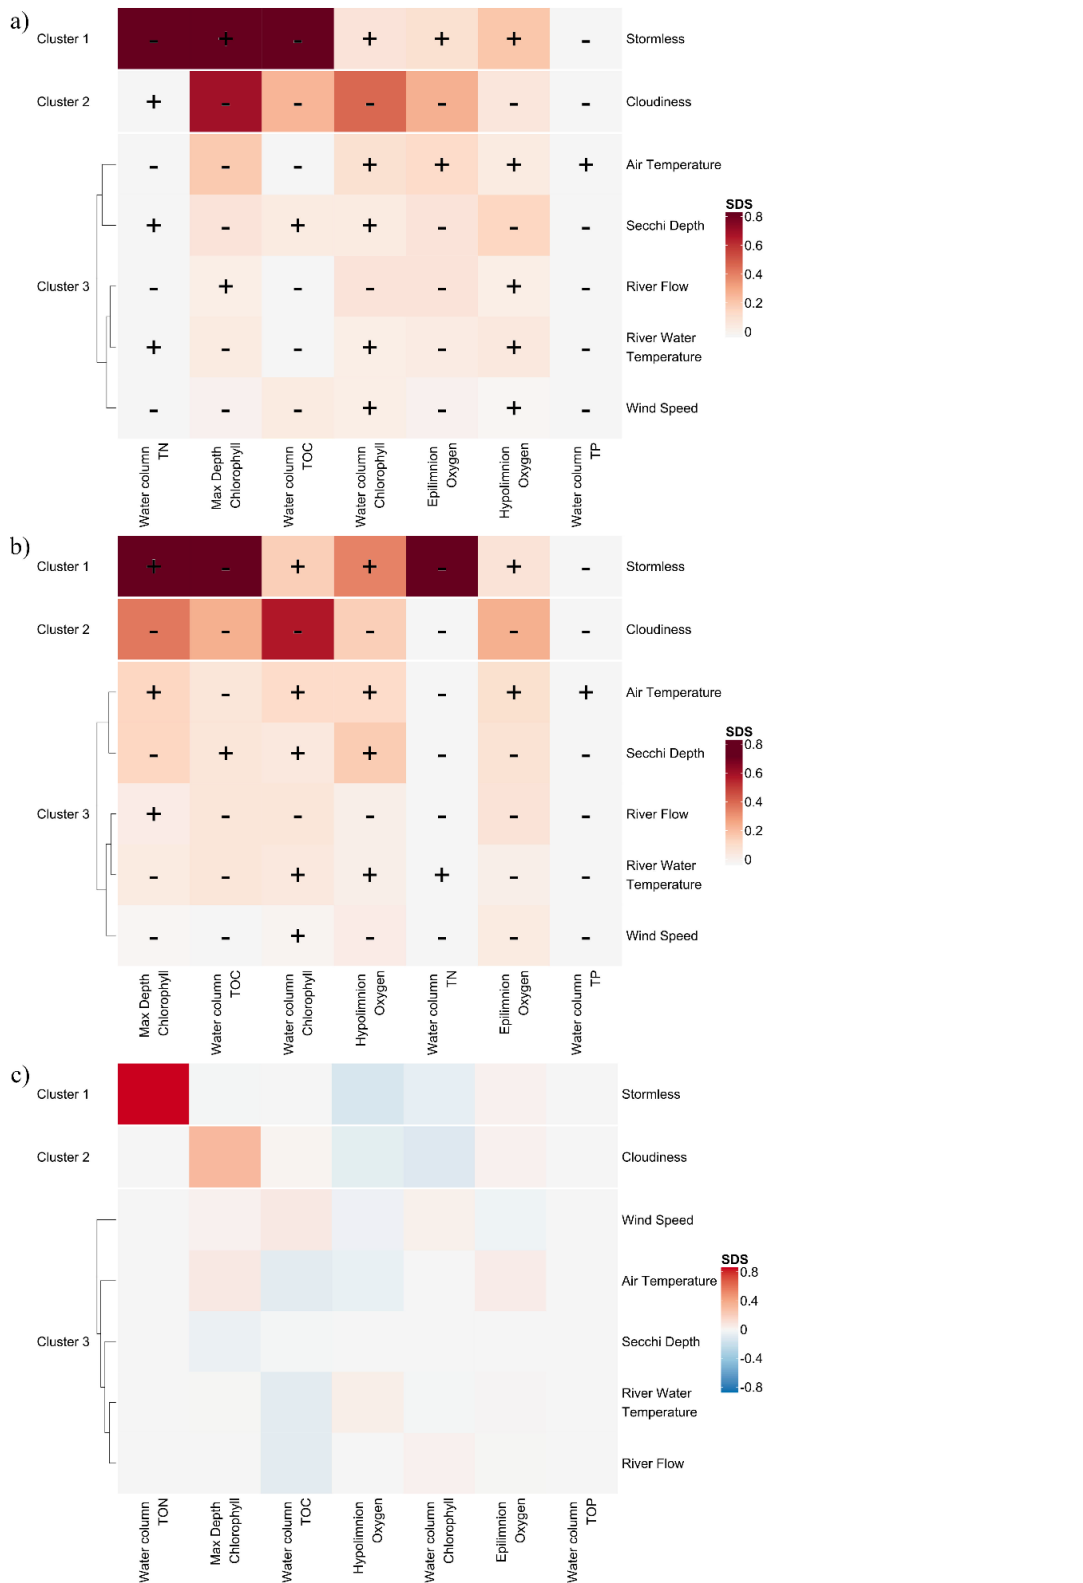 a)
Cluster 1
- + - + + + -
Stormless
Cluster 2
+ - - - - - -
Cloudiness
- - - + + + +
Air Temperature
+ - + + - - -
Secchi Depth
Cluster 3
- + - - - + -
River Flow
+ - - + - + -
River Water
Temperature
- - - + - + -
Wind Speed
SDS
0.8
0.6
0.4
0.2
0
Water column
TN
Max Depth
Chlorophyll
Water column
TOC
Water column
Chlorophyll
Epilimnion
Oxygen
Hypolimnion
Oxygen
Water column
TP
b)
Cluster 1
+ - + + - + -
Stormless
Cluster 2
- - - - - - -
Cloudiness
+ - + + - + +
Air Temperature
- + + + - - -
Secchi Depth
Cluster 3
+ - - - - - -
River Flow
- - + + + - -
River Water
Temperature
- - + - - - -
Wind Speed
SDS
0.8
0.6
0.4
0.2
0
Max Depth
Chlorophyll
Water column
TOC
Water column
Chlorophyll
Hypolimnion
Oxygen
Water column
TN
Epilimnion
Oxygen
Water column
TP
c)
Cluster 1
Stormless
Cluster 2
Cloudiness
Wind Speed
Air Temperature
Cluster 3
Secchi Depth
River Water
Temperature
River Flow
SDS
0.8
0.4
0
-0.4
-0.8
Water column
TON
Max Depth
Chlorophyll
Water column
TOC
Hypolimnion
Oxygen
Water column
Chlorophyll
Epilimnion
Oxygen
Water column
TOP